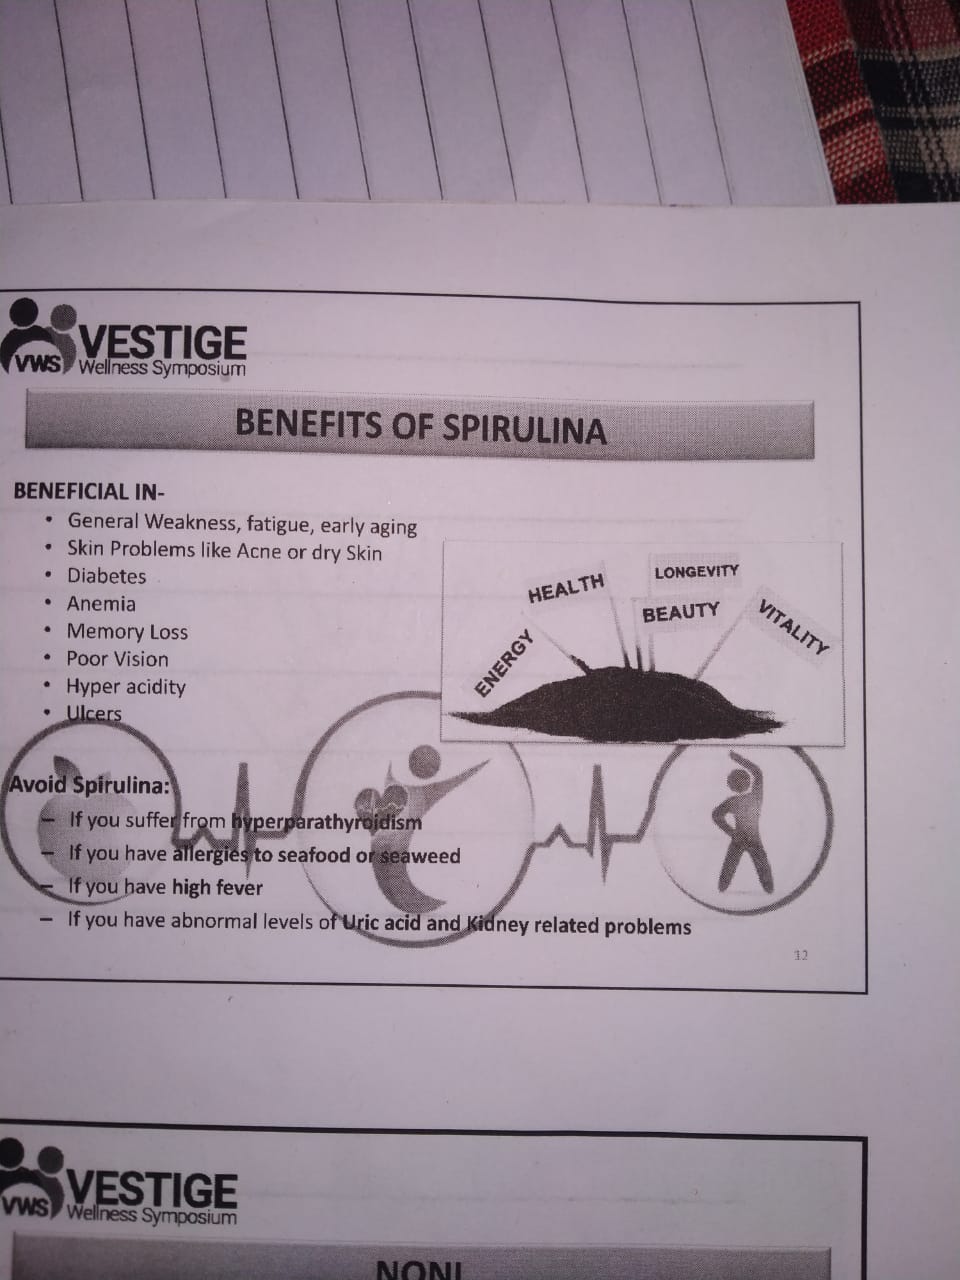 VWS
VESTIGE
Wellness Symposium
BENEFITS OF SPIRULINA
BENEFICIAL IN-
• General Weakness, fatigue, early aging
• Skin Problems like Acne or dry Skin
• Diabetes
• Anemia
• Memory Loss
• Poor Vision
• Hyper acidity
• Ulcers
ENERGY
HEALTH
LONGEVITY
BEAUTY
VITALITY
Avoid Spirulina:
– If you suffer from hyperparathyroidism
– If you have allergies to seafood or seaweed
– If you have high fever
– If you have abnormal levels of Uric acid and Kidney related problems
12
VWS
VESTIGE
Wellness Symposium
NONI